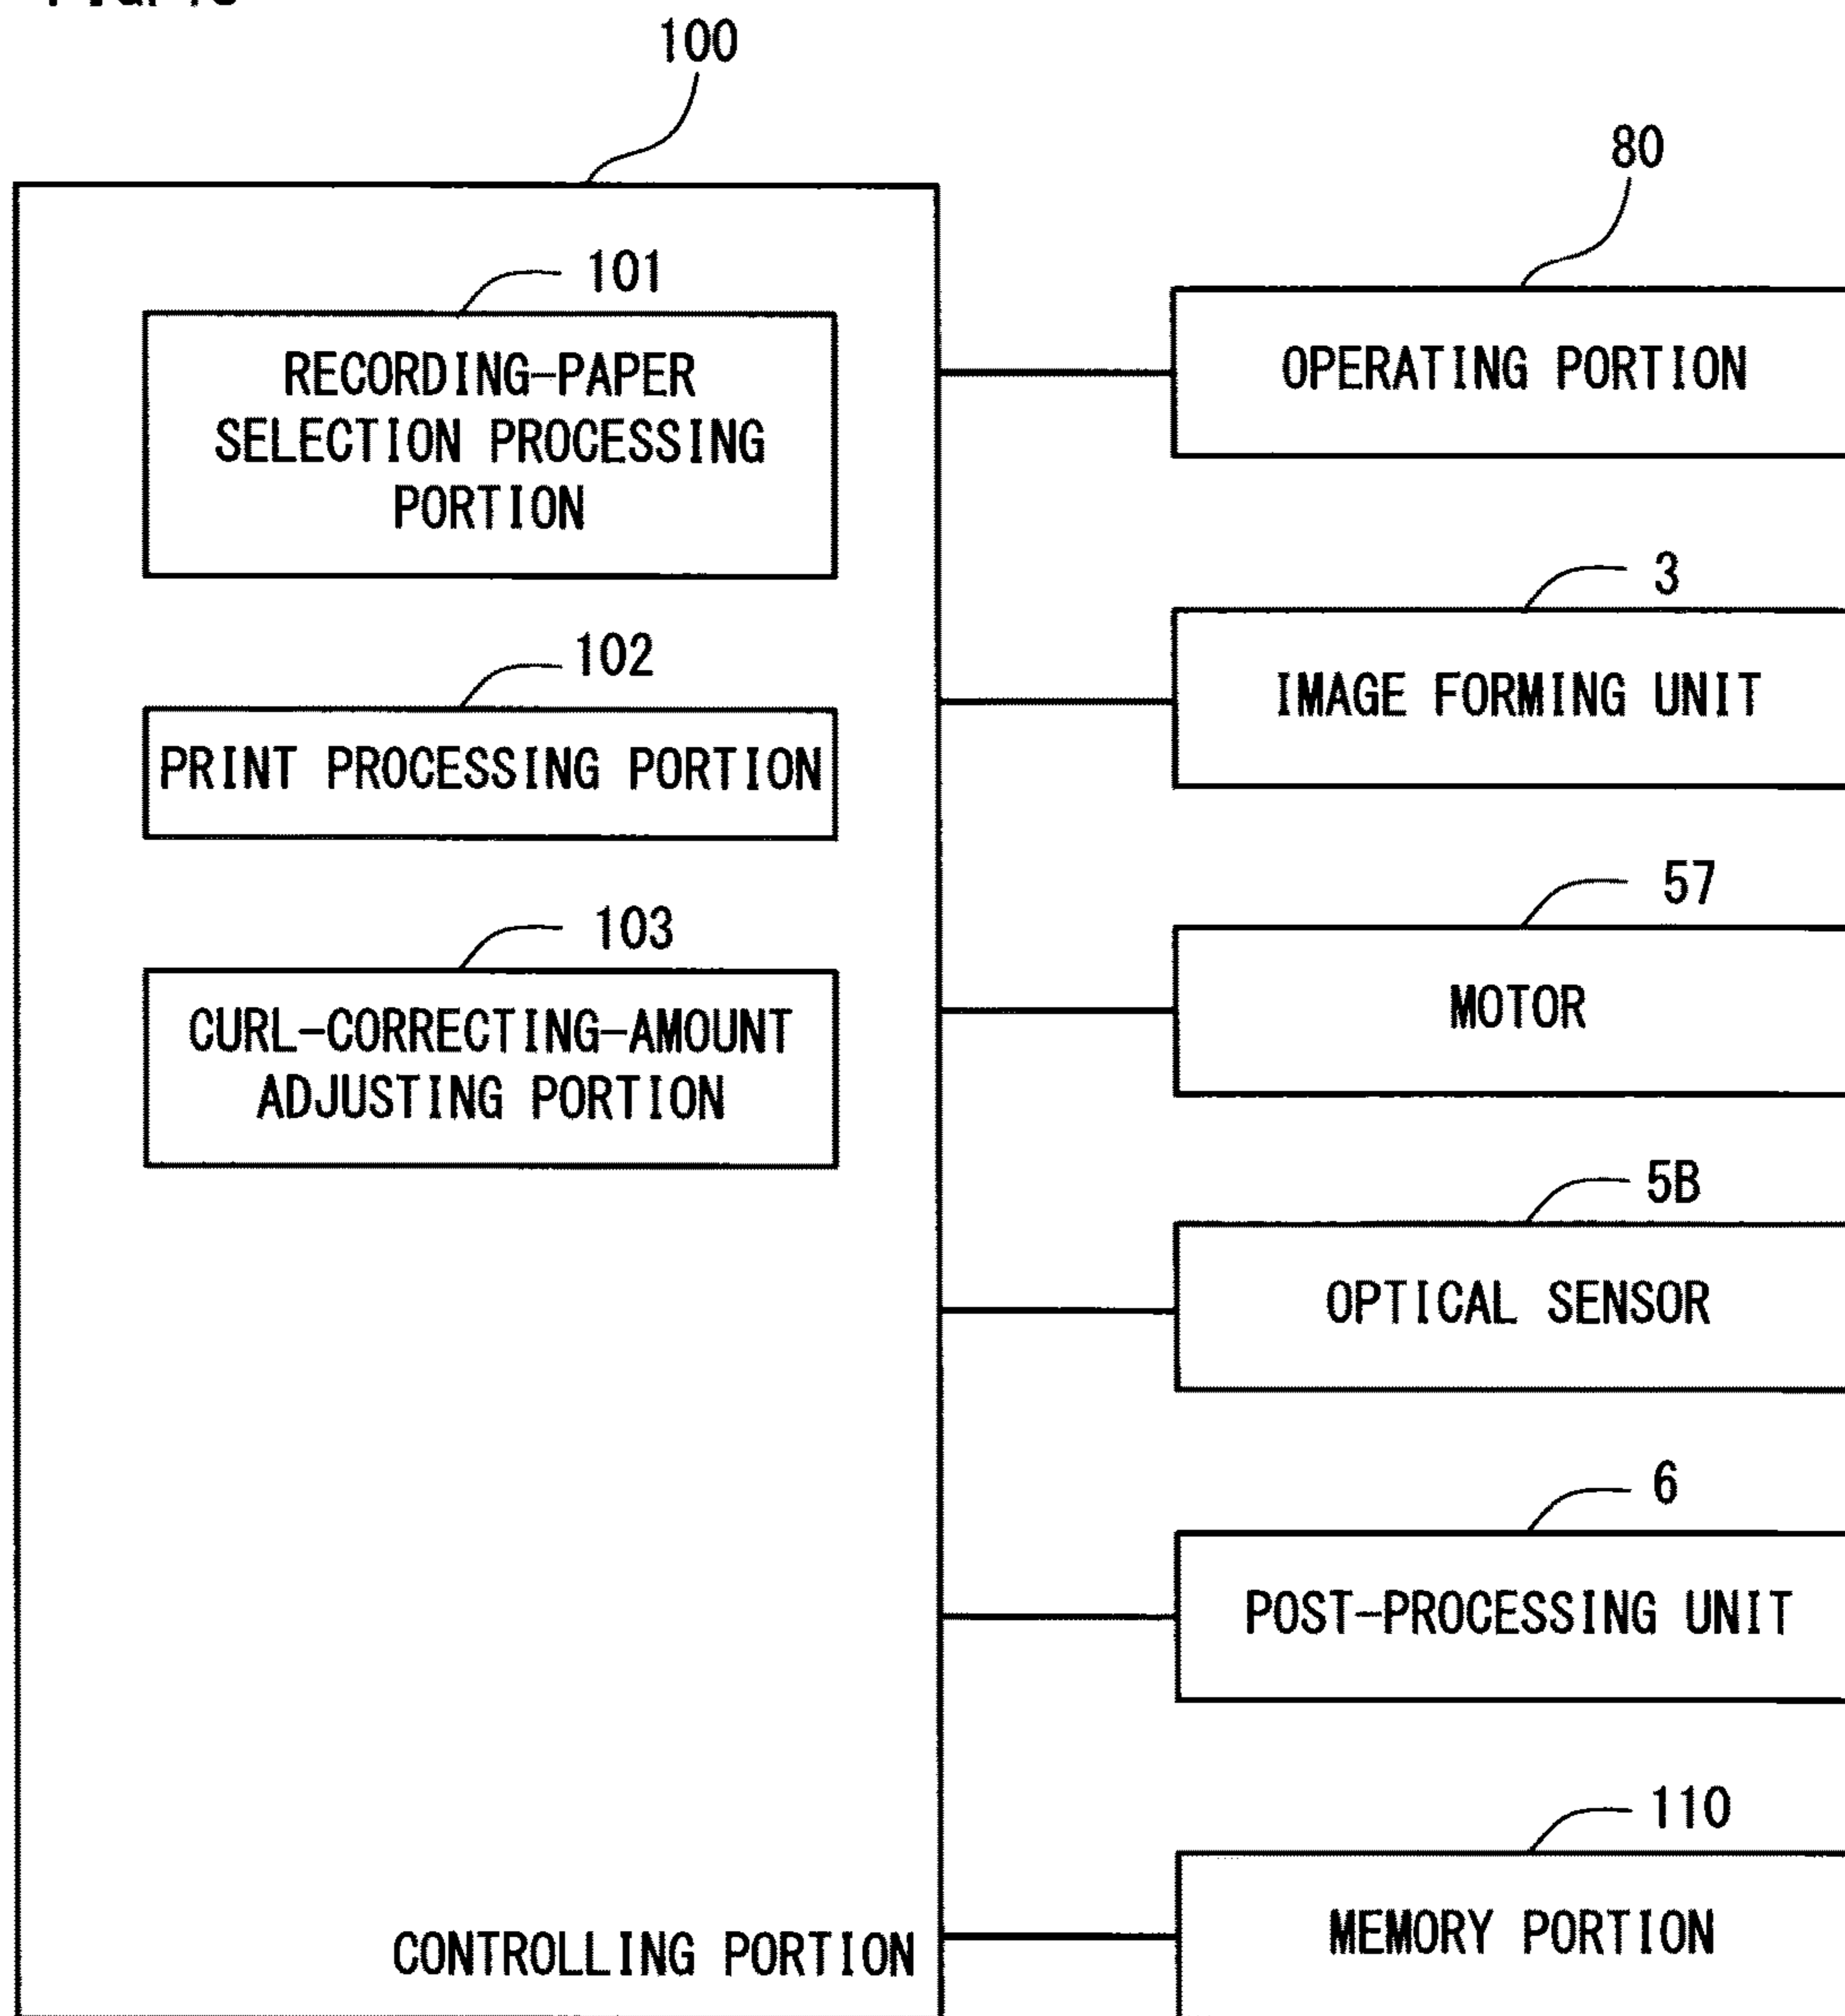 100
80
101
RECORDING-PAPER
SELECTION PROCESSING
PORTION
OPERATING PORTION
3
102
IMAGE FORMING UNIT
PRINT PROCESSING PORTION
57
103
MOTOR
CURL-CORRECTING-AMOUNT
ADJUSTING PORTION
5B
OPTICAL SENSOR
6
POST-PROCESSING UNIT
110
MEMORY PORTION
CONTROLLING PORTION